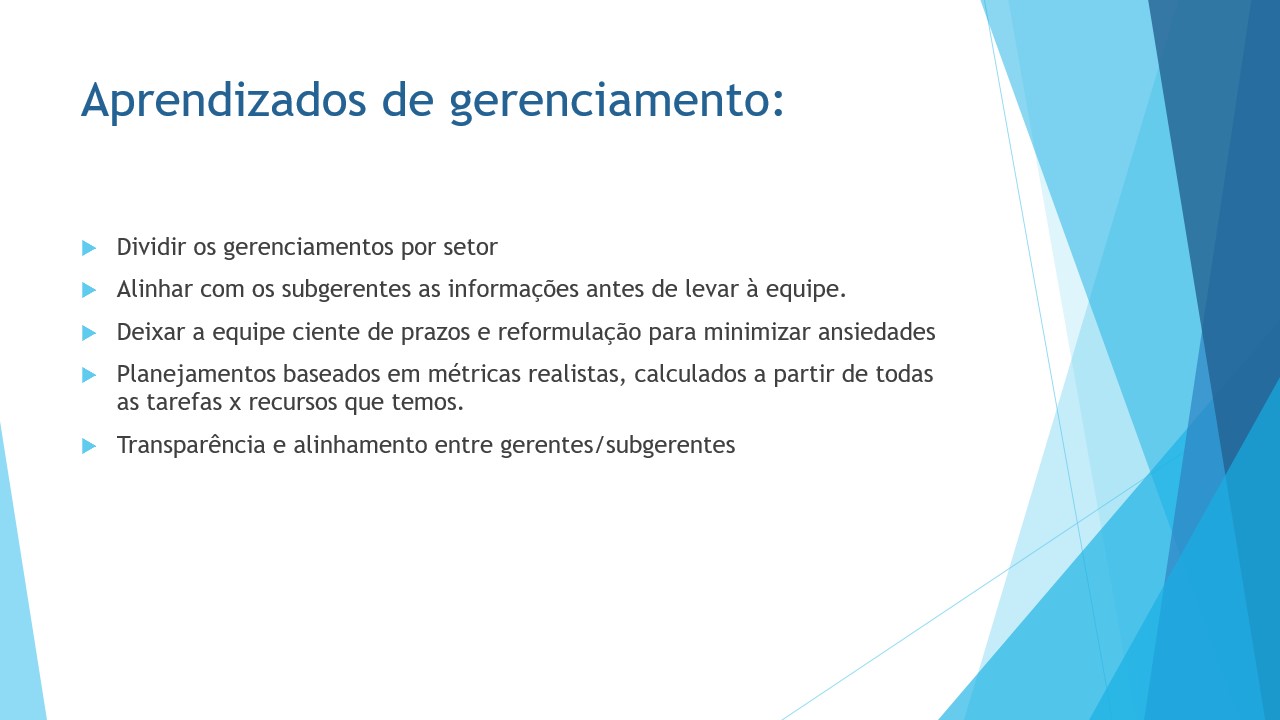 Aprendizados de gerenciamento:
Dividir os gerenciamentos por setor
Alinhar com os subgerentes as informações antes de levar à equipe.
Deixar a equipe ciente de prazos e reformulação para minimizar ansiedades
Planejamentos baseados em métricas realistas, calculados a partir de todas
as tarefas x recursos que temos.
Transparência e alinhamento entre gerentes/subgerentes